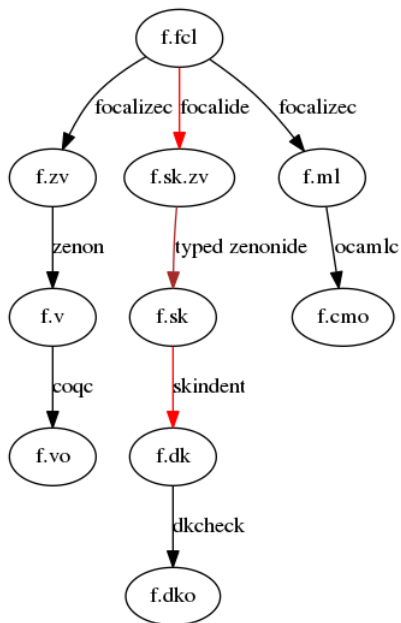 f.fcl
focalizec focalide focalizec
f.zv f.sk.zv f.ml
zenon typed zenonide ocamlc
f.v f.sk f.cmo
coqc skindent
f.vo f.dk
dkcheck
f.dko